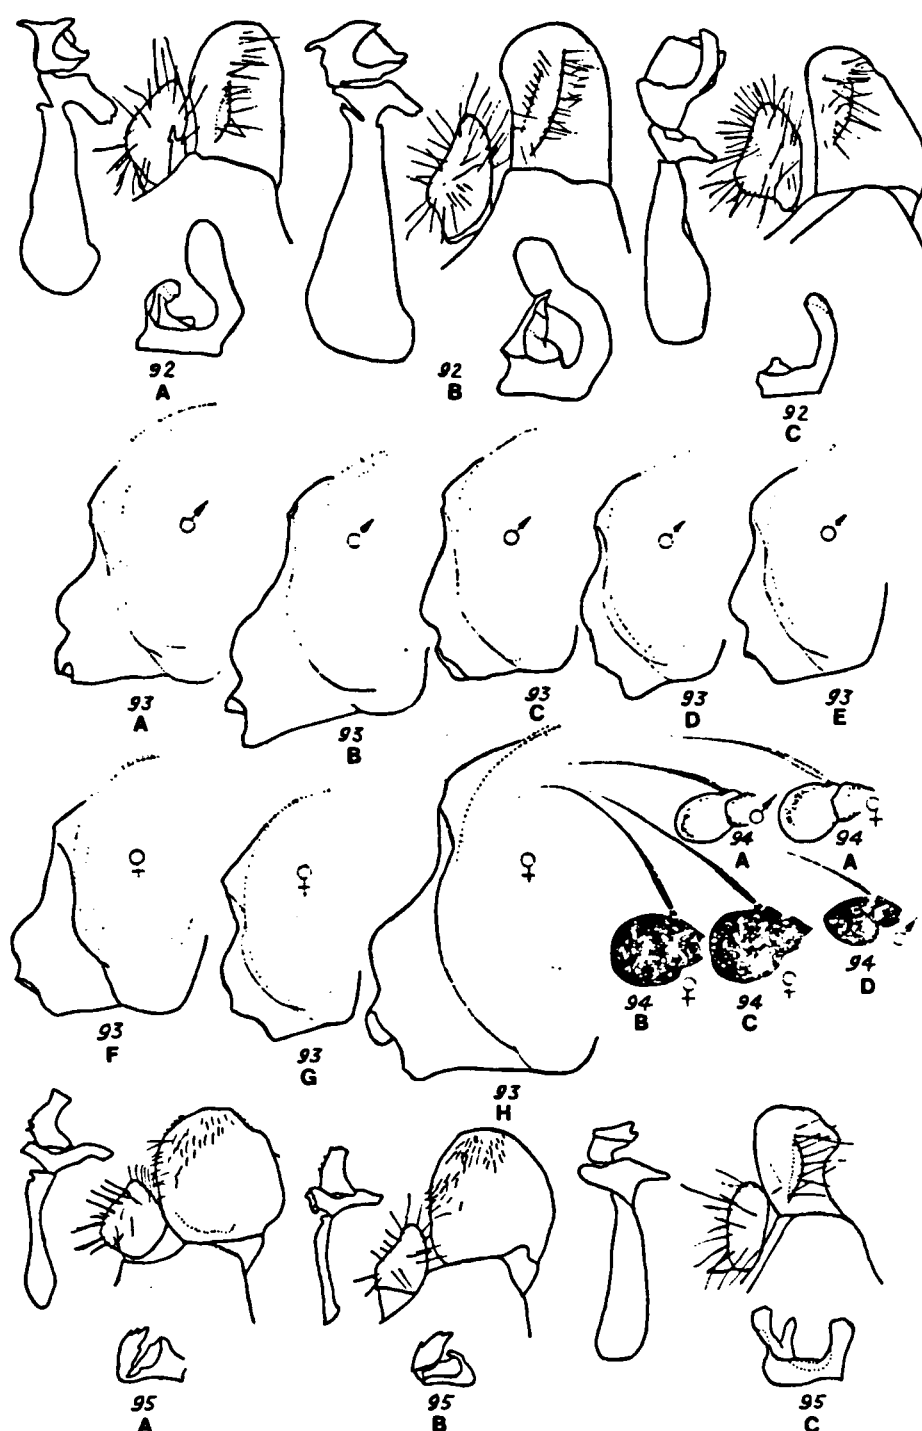 92 A
92 B
92 C
♂ ♂ ♂ ♂ ♂
93 A
93 B
93 C
93 D
93 E
♀ ♀ ♀
♂ 94 A
♀ 94 A
94 B ♀
94 C ♀
94 D ♂
93 F
93 G
93 H
95 A
95 B
95 C